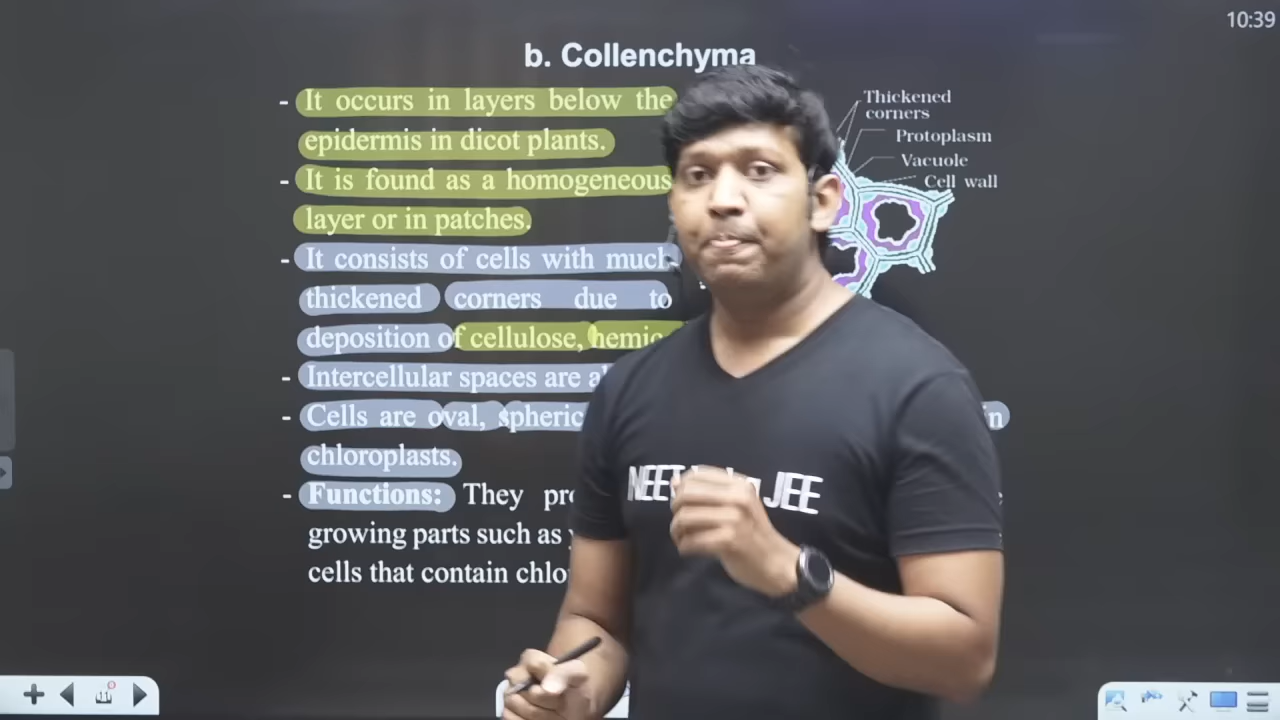 10:39
b. Collenchyma
- It occurs in layers below the
epidermis in dicot plants.
- It is found as a homogeneous
layer or in patches.
- It consists of cells with much
thickened corners due to
deposition of cellulose, hemic
- Intercellular spaces are
- Cells are oval, in
chloroplasts.
- Functions: They
growing parts such as
cells that contain
Thickened
corners
Protoplasm
Vacuole
Cell wall
NEET JEE